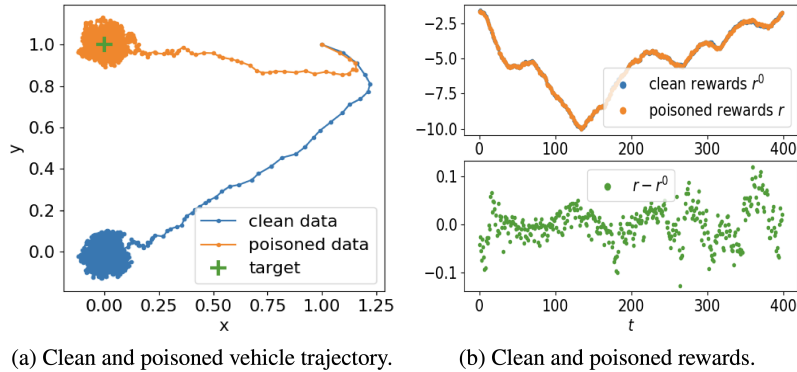 1.0
0.8
0.6
0.4
0.2
0.0
y
clean data
poisoned data
target
0.00 0.25 0.50 0.75 1.00 1.25
x
(a) Clean and poisoned vehicle trajectory.
−2.5
−5.0
−7.5
−10.0
clean rewards r⁰
poisoned rewards r
0 100 200 300 400
0.1
0.0
−0.1
r − r⁰
0 100 200 300 400
t
(b) Clean and poisoned rewards.